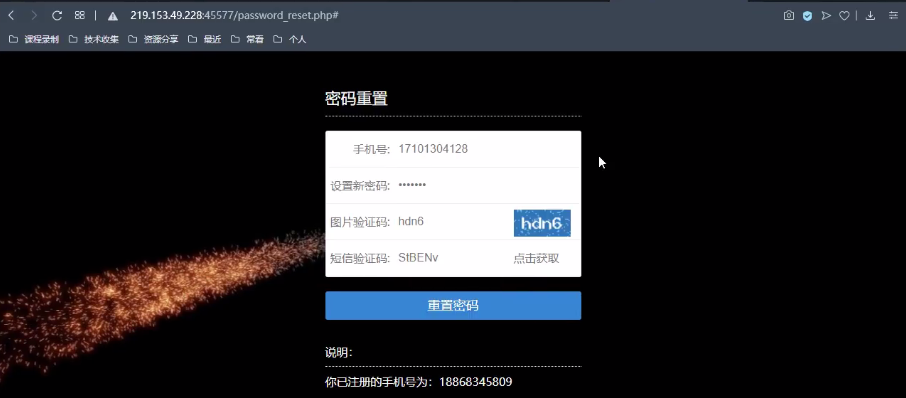 219.153.49.228:45577/password_reset.php#
课程录制 技术收集 资源分享 最近 常看 个人
密码重置
手机号: 17101304128
设置新密码: •••••••
图片验证码: hdn6 hdn6
短信验证码: StBENv 点击获取
重置密码
说明:
你已注册的手机号为: 18868345809